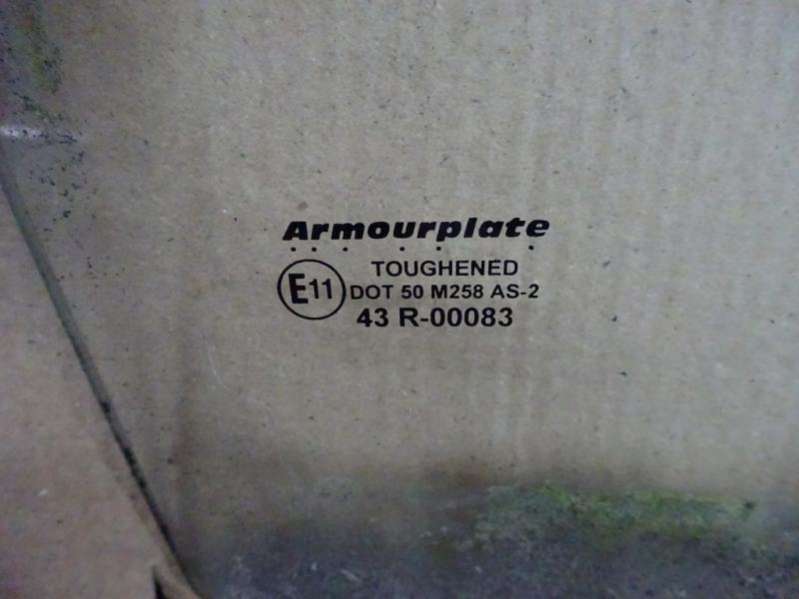 Armourplate
TOUGHENED
E11 DOT 50 M258 AS-2
43 R-00083